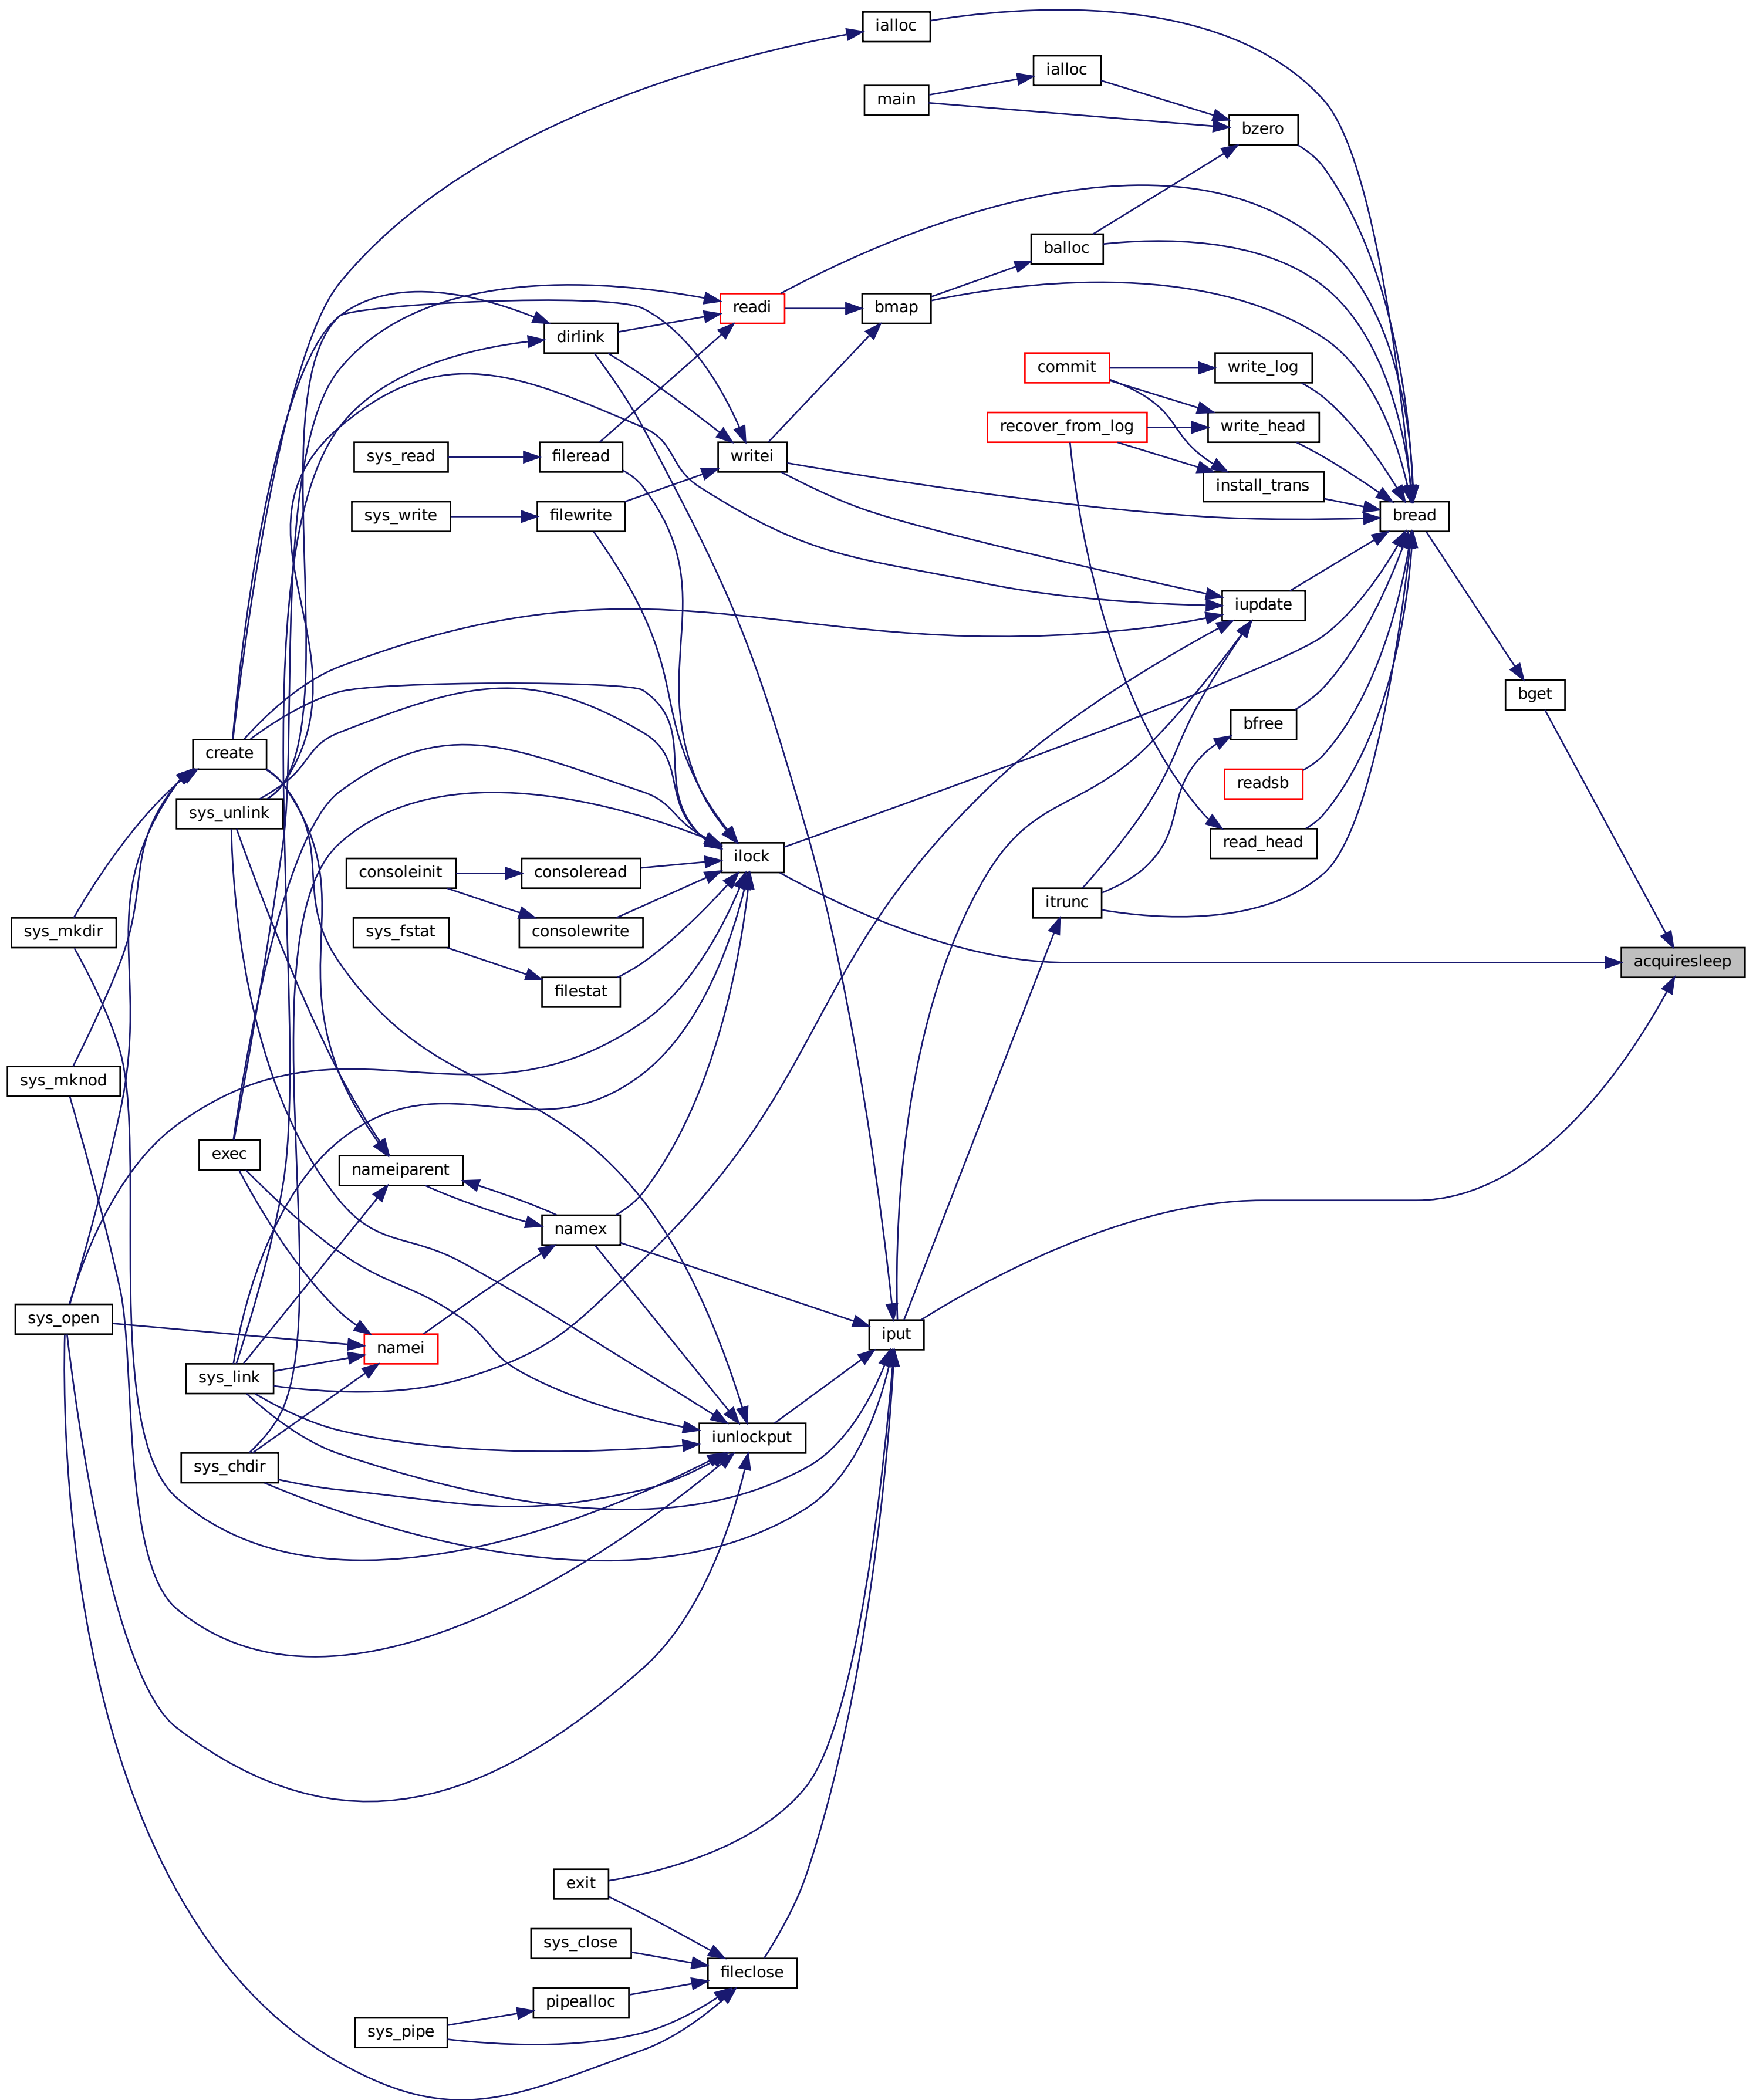 ialloc
ialloc
main
bzero
balloc
readi
bmap
dirlink
commit
write_log
recover_from_log
write_head
sys_read
fileread
writei
install_trans
sys_write
filewrite
bread
iupdate
bget
bfree
create
readsb
sys_unlink
read_head
ilock
consoleinit
consoleread
itrunc
sys_mkdir
sys_fstat
consolewrite
acquiresleep
filestat
sys_mknod
exec
nameiparent
namex
sys_open
iput
namei
sys_link
iunlockput
sys_chdir
exit
sys_close
fileclose
pipealloc
sys_pipe